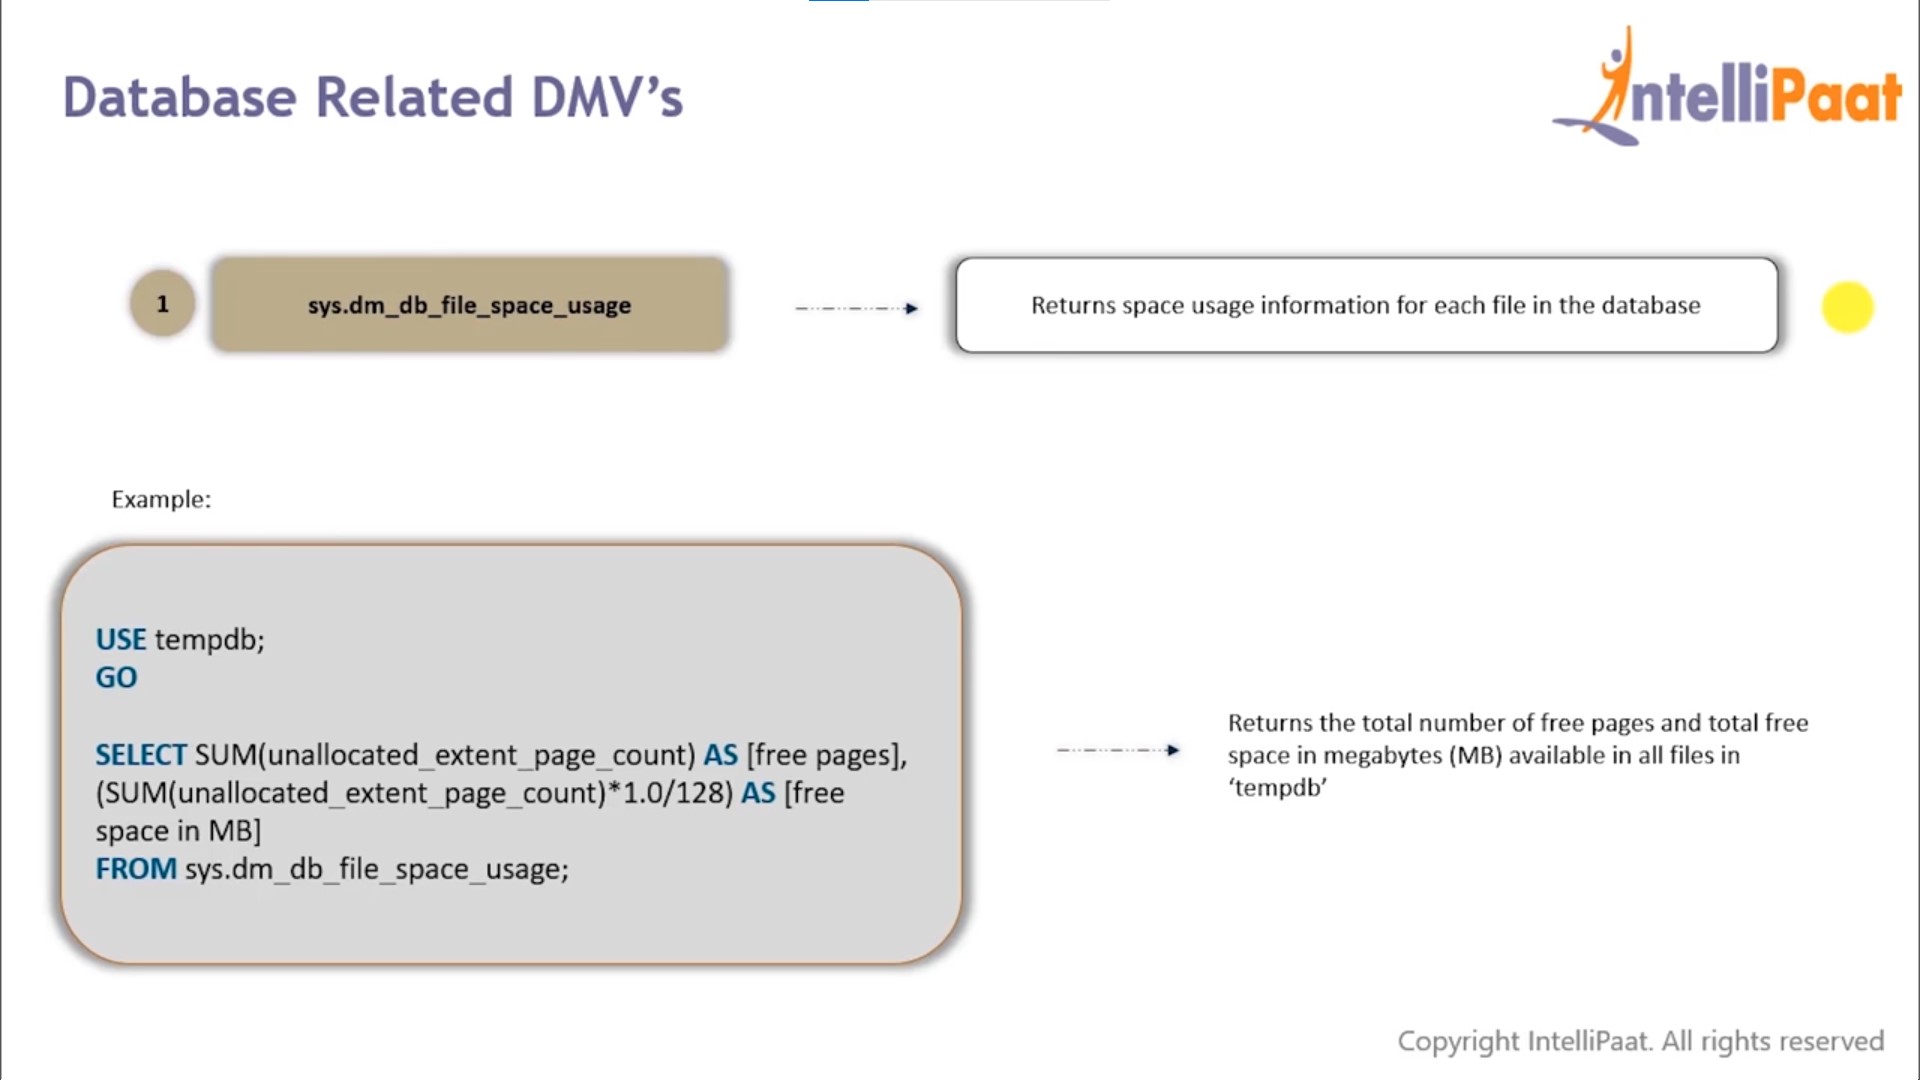 Database Related DMV’s
IntelliPaat
1
sys.dm_db_file_space_usage
Returns space usage information for each file in the database
Example:
USE tempdb;
GO
SELECT SUM(unallocated_extent_page_count) AS [free pages],
(SUM(unallocated_extent_page_count)*1.0/128) AS [free
space in MB]
FROM sys.dm_db_file_space_usage;
Returns the total number of free pages and total free
space in megabytes (MB) available in all files in
‘tempdb’
Copyright IntelliPaat. All rights reserved